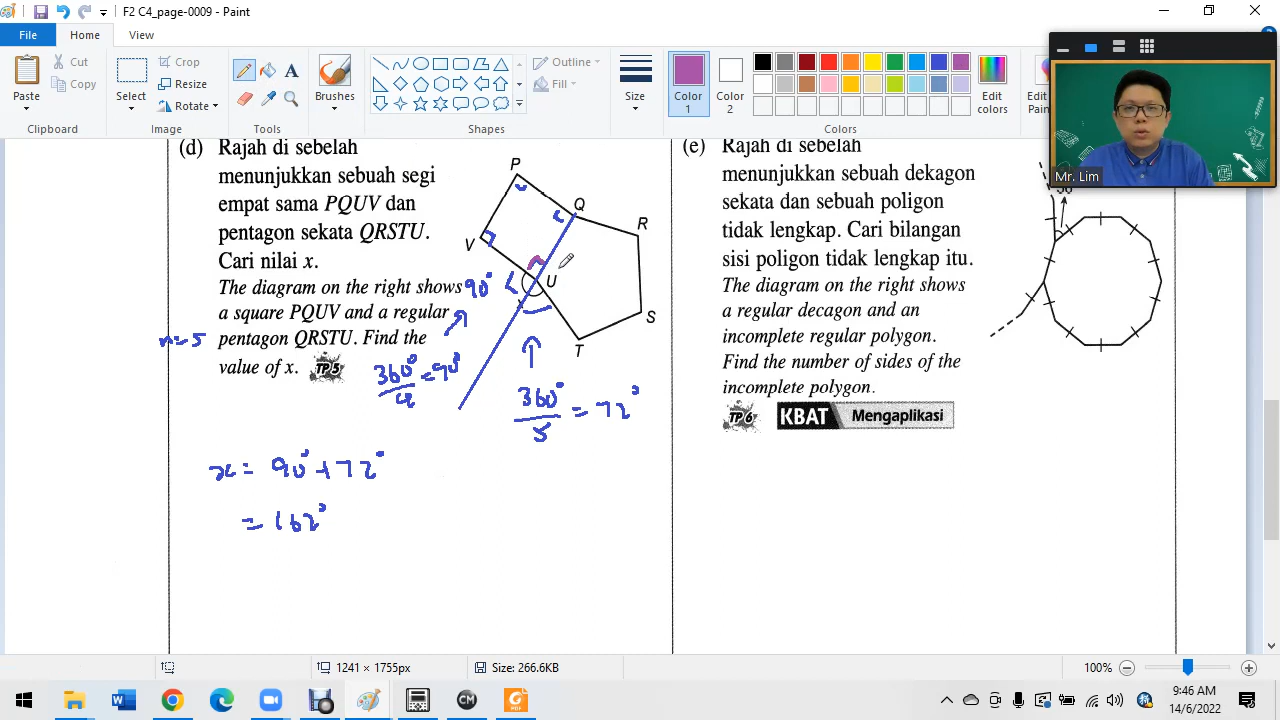 F2 C4_page-0009 - Paint
File
Home
View
Paste
Cut
Copy
Clipboard
Select
Crop
Resize
Rotate
Image
A
Tools
Brushes
Shapes
Outline
Fill
Size
Color 1
Color 2
Edit colors
Colors
Mr. Lim
(d) Rajah di sebelah
menunjukkan sebuah segi
empat sama PQUV dan
pentagon sekata QRSTU.
Cari nilai x.
The diagram on the right shows
a square PQUV and a regular
pentagon QRSTU. Find the
value of x. TP 5
P
Q
R
V
U
S
T
n=5
90°
360°/4 = 90°
360°/5 = 72°
x = 90° + 72°
= 162°
(e) Rajah di sebelah
menunjukkan sebuah dekagon
sekata dan sebuah poligon
tidak lengkap. Cari bilangan
sisi poligon tidak lengkap itu.
The diagram on the right shows
a regular decagon and an
incomplete regular polygon.
Find the number of sides of the
incomplete polygon.
TP 6 KBAT Mengaplikasi
1241 × 1755px
Size: 266.6KB
100%
9:46 AM
14/6/2022